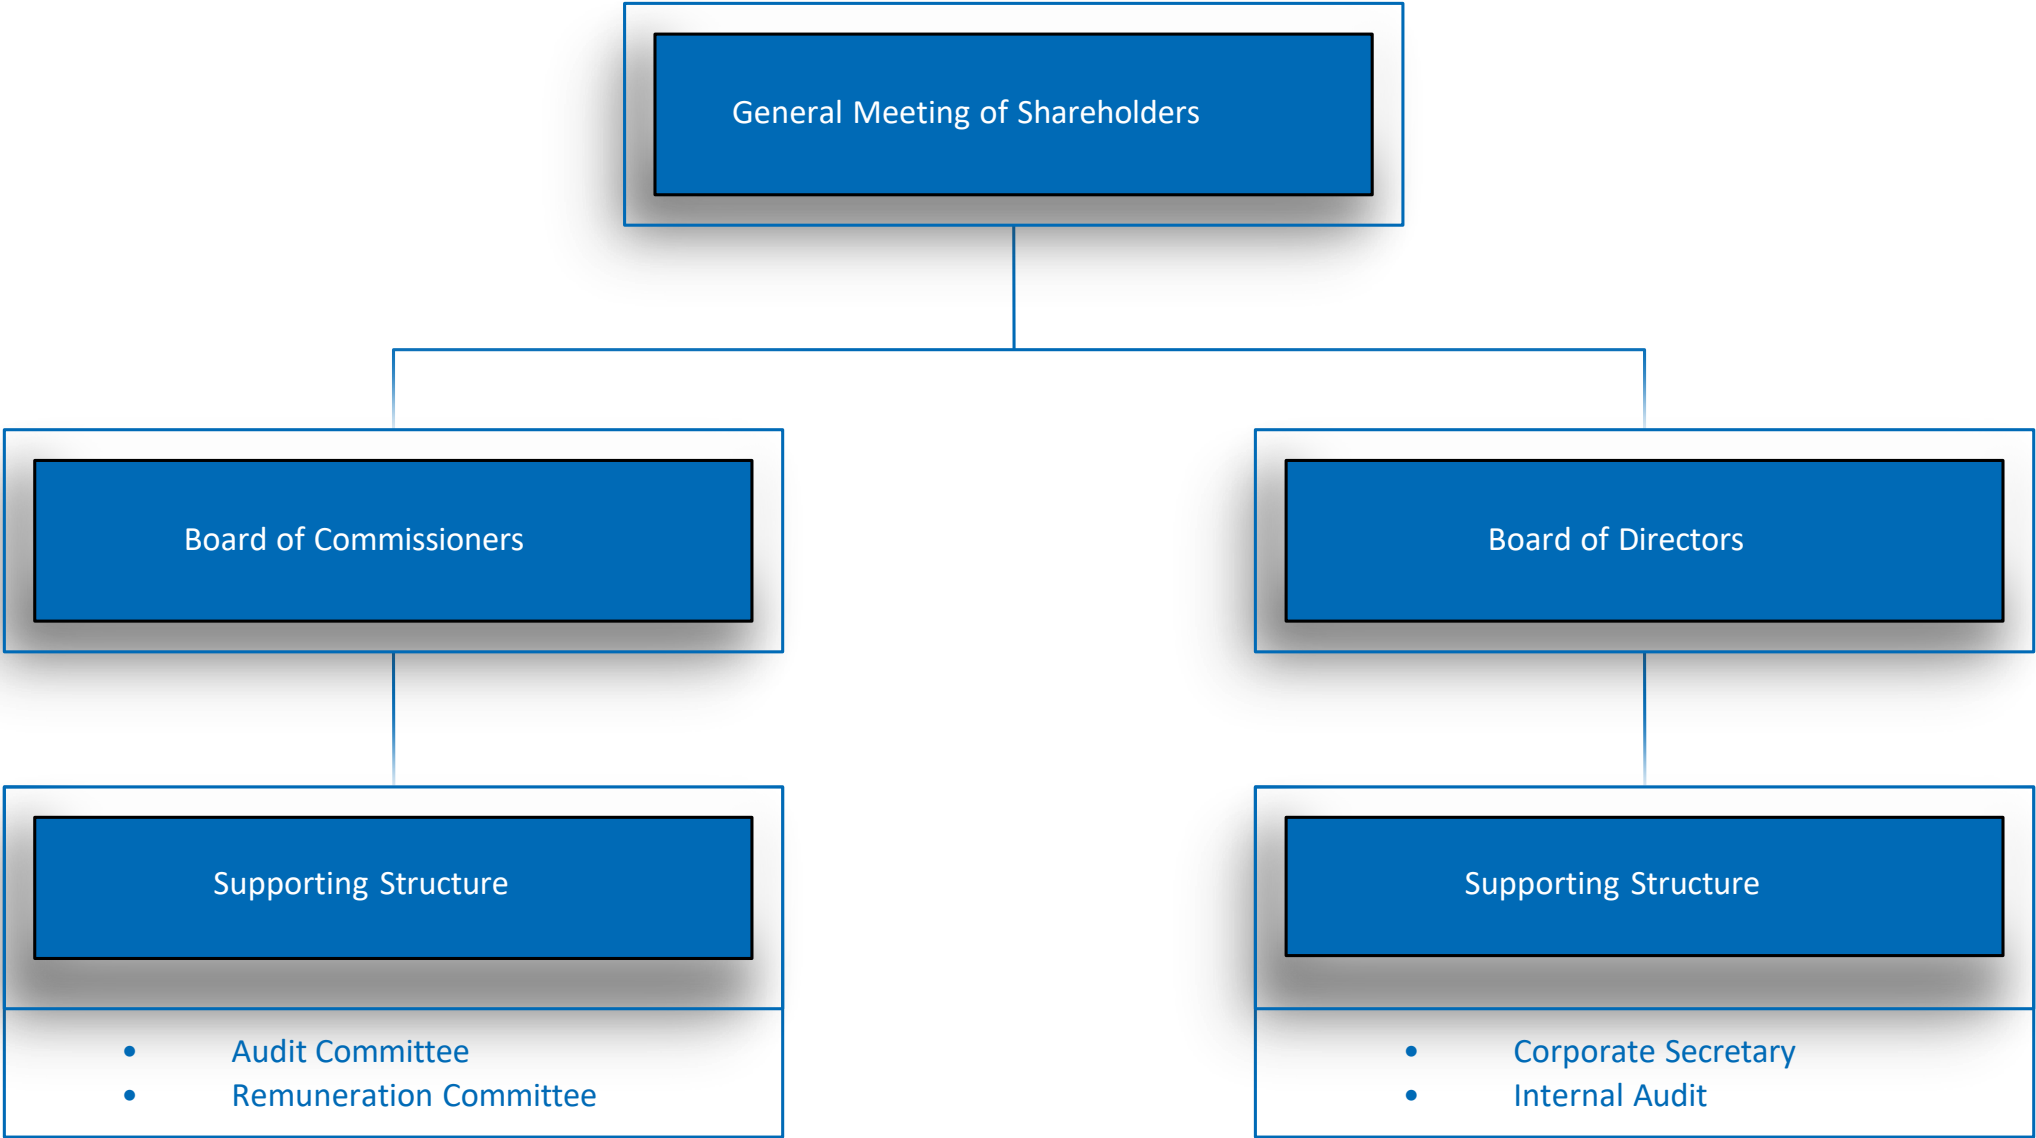 General Meeting of Shareholders
Board of Commissioners
Board of Directors
Supporting Structure
Supporting Structure
• Audit Committee
• Remuneration Committee
• Corporate Secretary
• Internal Audit